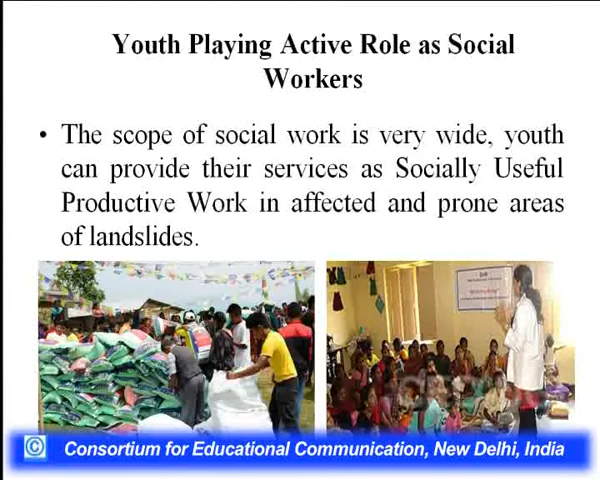 Youth Playing Active Role as Social
Workers
• The scope of social work is very wide, youth
can provide their services as Socially Useful
Productive Work in affected and prone areas
of landslides.
© Consortium for Educational Communication, New Delhi, India